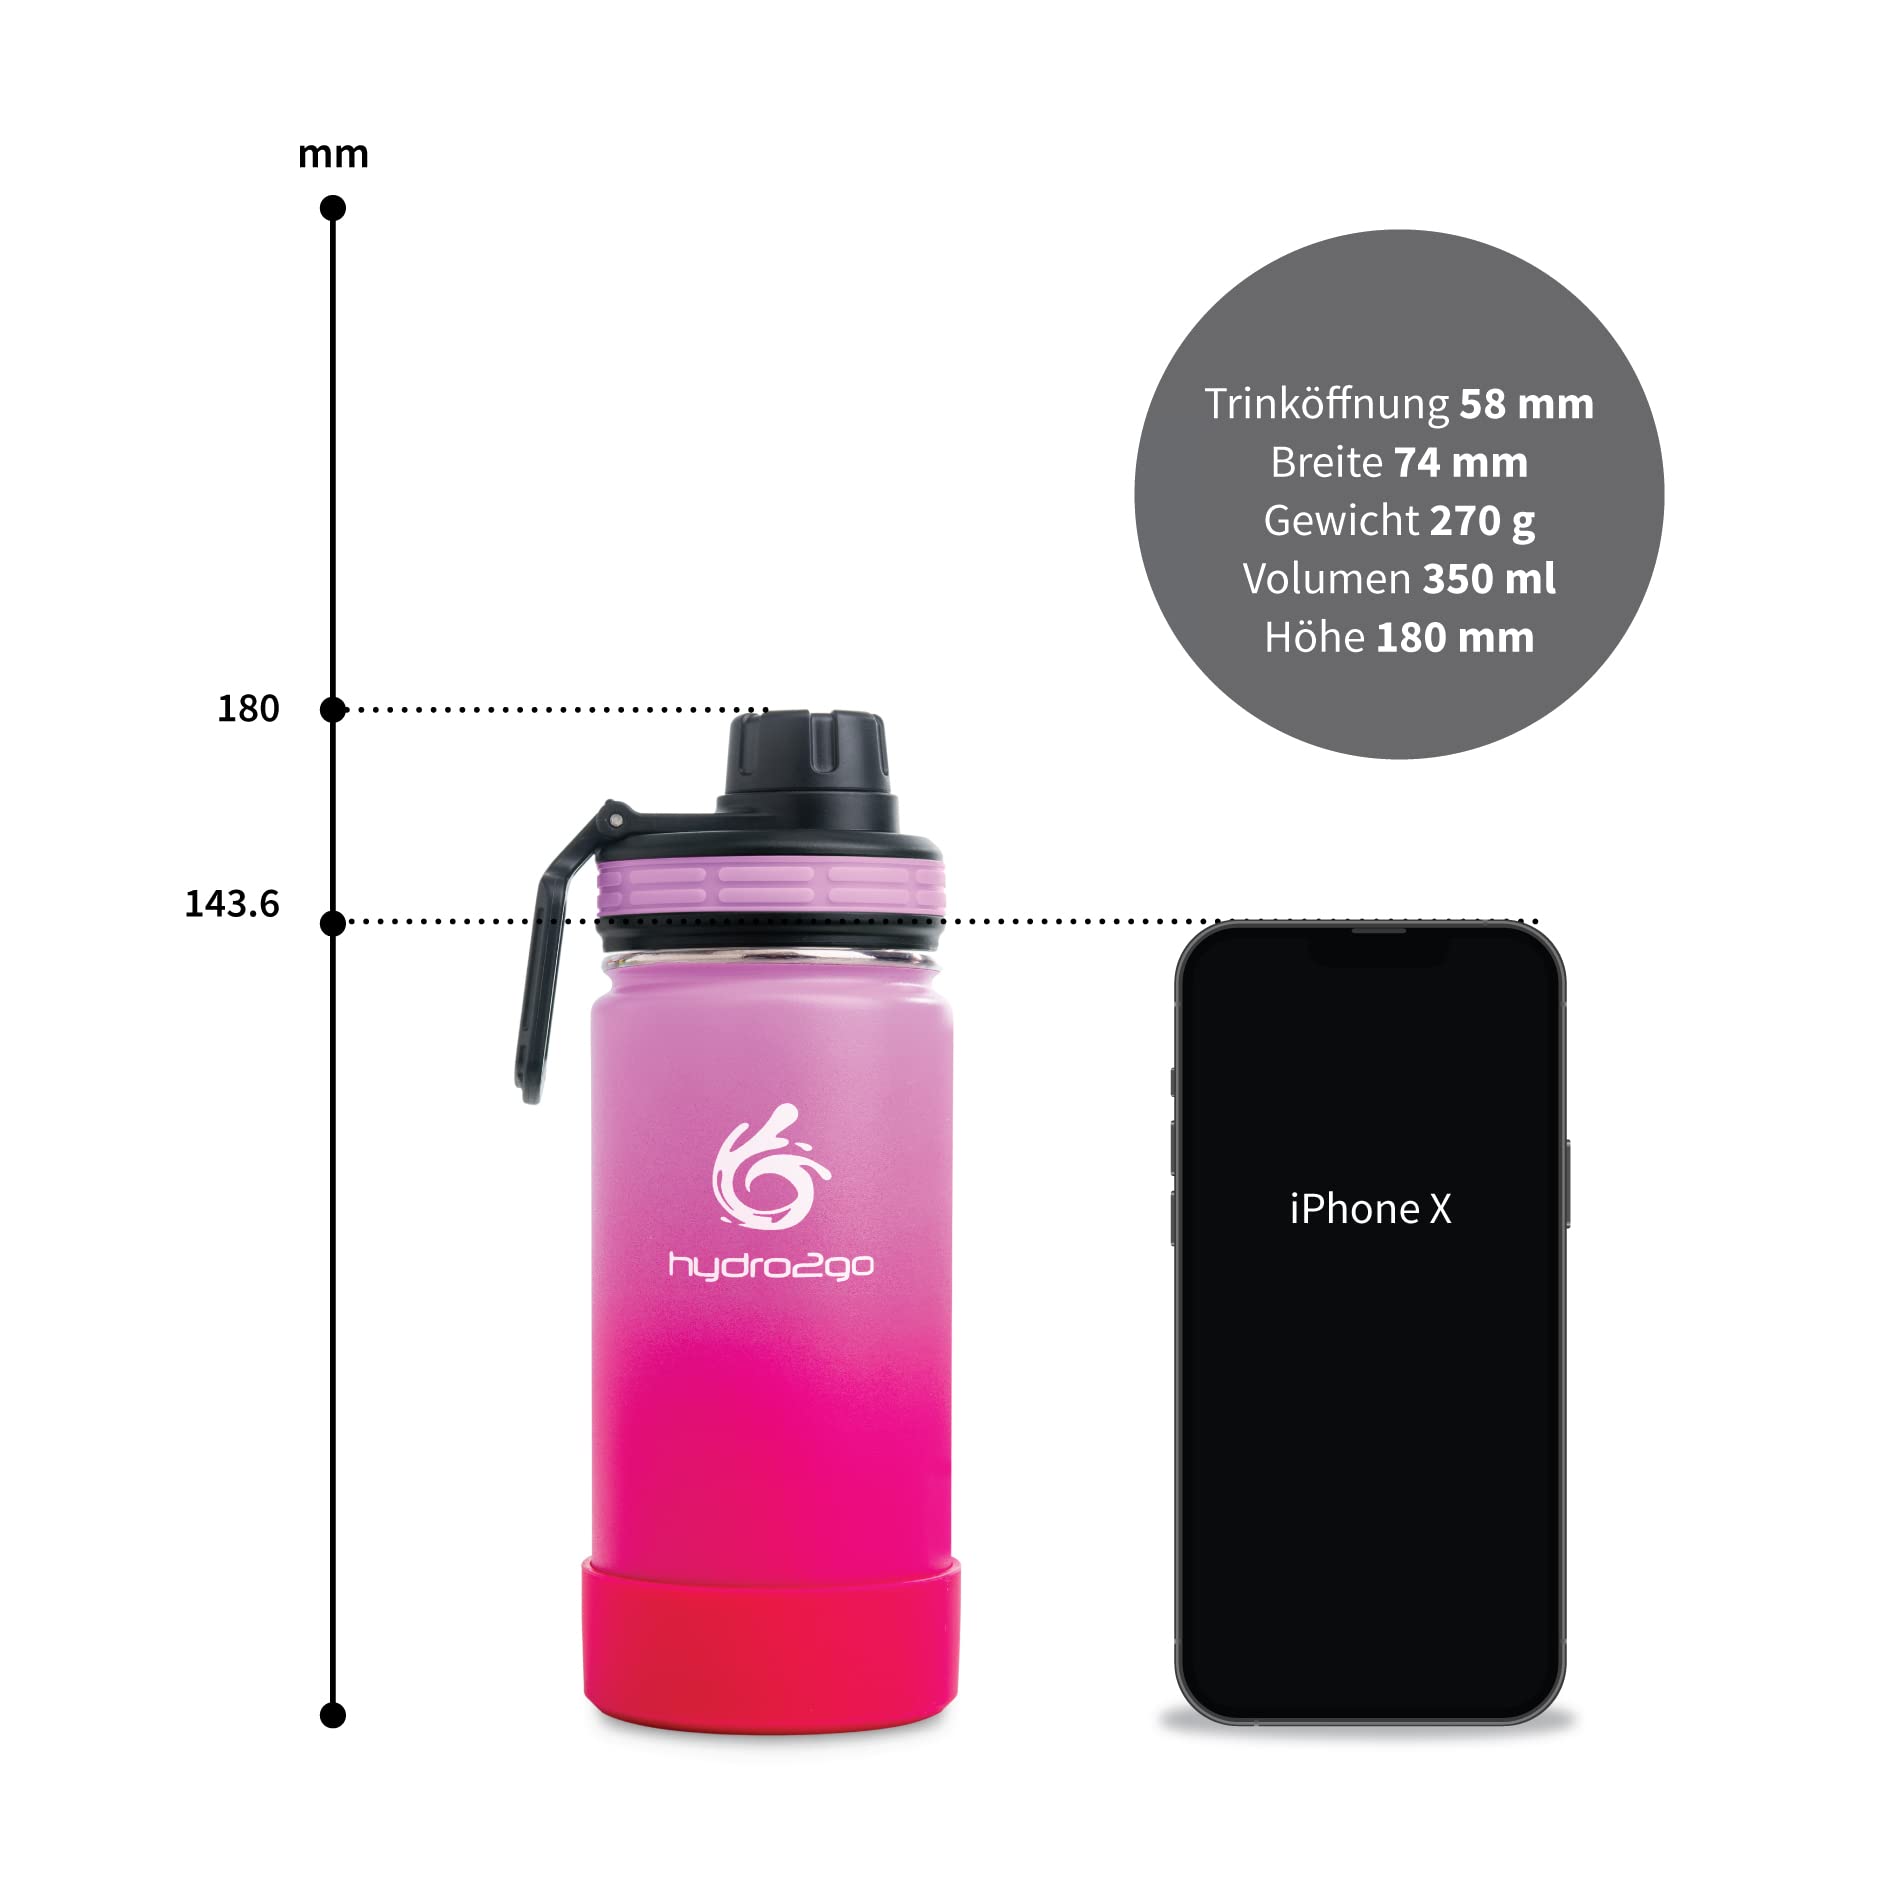 mm
Trinköffnung 58 mm
Breite 74 mm
Gewicht 270 g
Volumen 350 ml
Höhe 180 mm
180
143.6
iPhone X
hydro2go